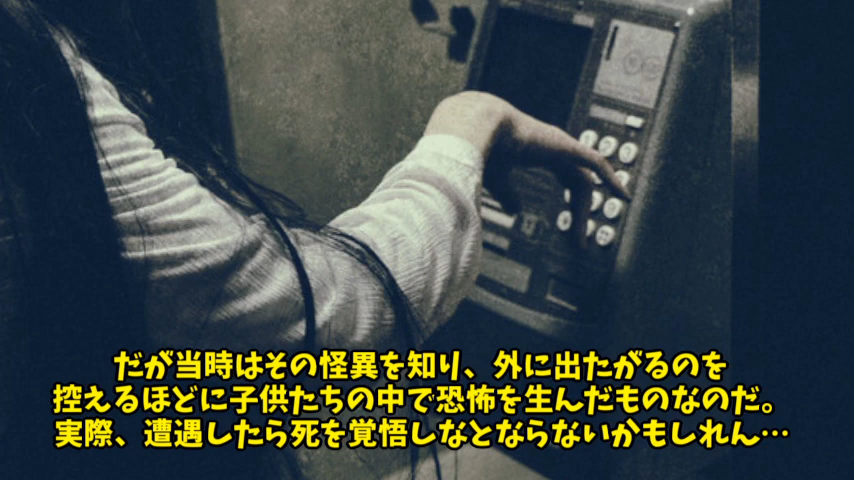 だが当時はその怪異を知り、外に出たがるのを
控えるほどに子供たちの中で恐怖を生んだものなのだ。
実際、遭遇したら死を覚悟しなとならないかもしれん…